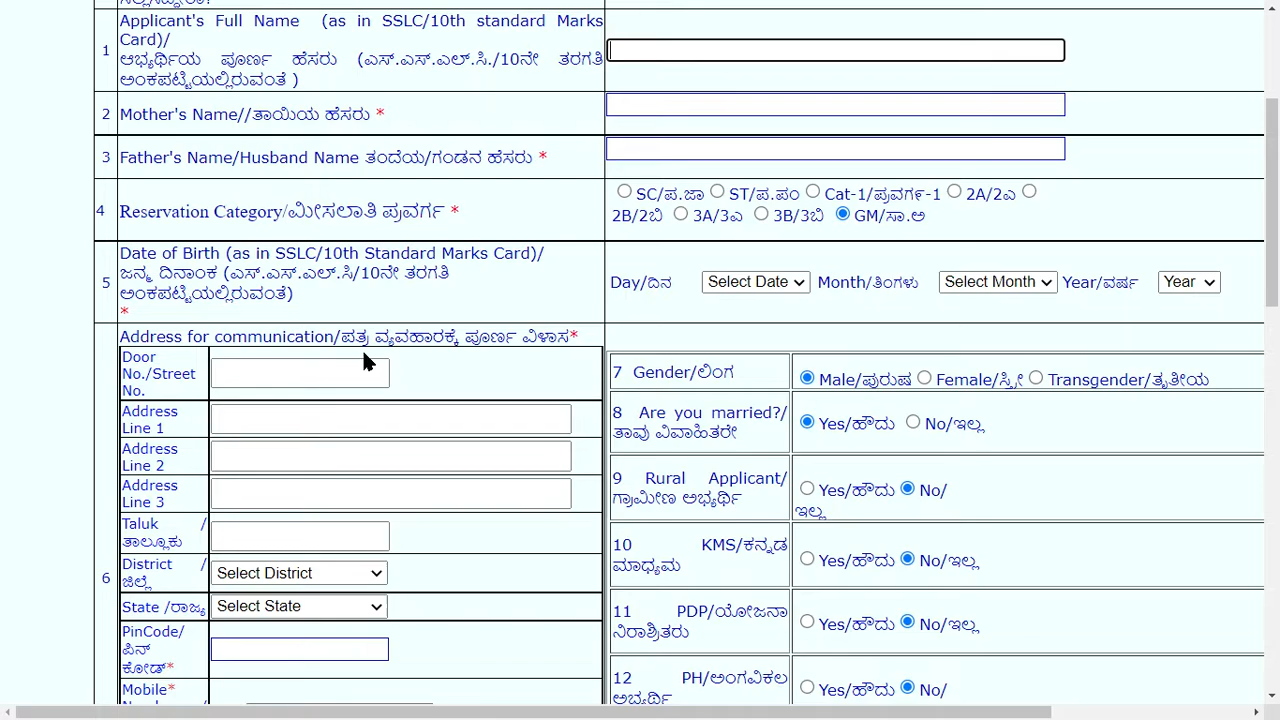 Applicant's Full Name (as in SSLC/10th standard Marks
Card)/
1
ಆಭ್ಯರ್ಥಿಯ ಪೂರ್ಣ ಹೆಸರು (ಎಸ್.ಎಸ್.ಎಲ್.ಸಿ./10ನೇ ತರಗತಿ
ಅಂಕಪಟ್ಟಿಯಲ್ಲಿರುವಂತೆ )
2 Mother's Name//ತಾಯಿಯ ಹೆಸರು *
3 Father's Name/Husband Name ತಂದೆಯ/ಗಂಡನ ಹೆಸರು *
4 Reservation Category/ಮೀಸಲಾತಿ ಪ್ರವರ್ಗ *
SC/ಪ.ಜಾ ST/ಪ.ಪಂ Cat-1/ಪ್ರವರ್ಗ-1 2A/2ಎ
2B/2ಬಿ 3A/3ಎ 3B/3ಬಿ GM/ಸಾ.ಅ
Date of Birth (as in SSLC/10th Standard Marks Card)/
5 ಜನ್ಮ ದಿನಾಂಕ (ಎಸ್.ಎಸ್.ಎಲ್.ಸಿ/10ನೇ ತರಗತಿ
ಅಂಕಪಟ್ಟಿಯಲ್ಲಿರುವಂತೆ)
*
Day/ದಿನ Select Date Month/ತಿಂಗಳು Select Month Year/ವರ್ಷ Year
Address for communication/ಪತ್ರ ವ್ಯವಹಾರಕ್ಕೆ ಪೂರ್ಣ ವಿಳಾಸ*
6
Door
No./Street
No.
Address
Line 1
Address
Line 2
Address
Line 3
Taluk /
ತಾಲ್ಲೂಕು
District /
ಜಿಲ್ಲೆ
Select District
State /ರಾಜ್ಯ Select State
PinCode/
ಪಿನ್
ಕೋಡ್*
Mobile*
7 Gender/ಲಿಂಗ Male/ಪುರುಷ Female/ಸ್ತ್ರೀ Transgender/ತೃತೀಯ
8 Are you married?/
ತಾವು ವಿವಾಹಿತರೇ
Yes/ಹೌದು No/ಇಲ್ಲ
9 Rural Applicant/
ಗ್ರಾಮೀಣ ಅಭ್ಯರ್ಥಿ
Yes/ಹೌದು No/
ಇಲ್ಲ
10 KMS/ಕನ್ನಡ
ಮಾಧ್ಯಮ
Yes/ಹೌದು No/ಇಲ್ಲ
11 PDP/ಯೋಜನಾ
ನಿರಾಶ್ರಿತರು
Yes/ಹೌದು No/ಇಲ್ಲ
12 PH/ಅಂಗವಿಕಲ
ಅಭ್ಯರ್ಥಿ
Yes/ಹೌದು No/